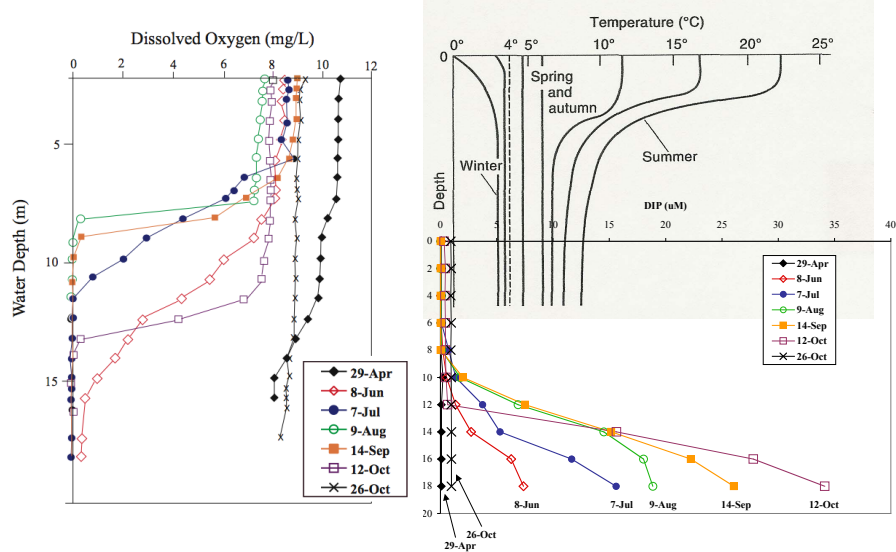 Dissolved Oxygen (mg/L)
0 2 4 6 8 10 12
5
10
15
Water Depth (m)
29-Apr
8-Jun
7-Jul
9-Aug
14-Sep
12-Oct
26-Oct
Temperature (°C)
0° 4° 5° 10° 15° 20° 25°
0
Spring
and
autumn
Winter
Summer
Depth
DIP (uM)
0 5 10 15 20 25 30 35 40
0
2
4
6
8
10
12
14
16
18
20
29-Apr
8-Jun
7-Jul
9-Aug
14-Sep
12-Oct
26-Oct
8-Jun 7-Jul 9-Aug 14-Sep 12-Oct
26-Oct
29-Apr